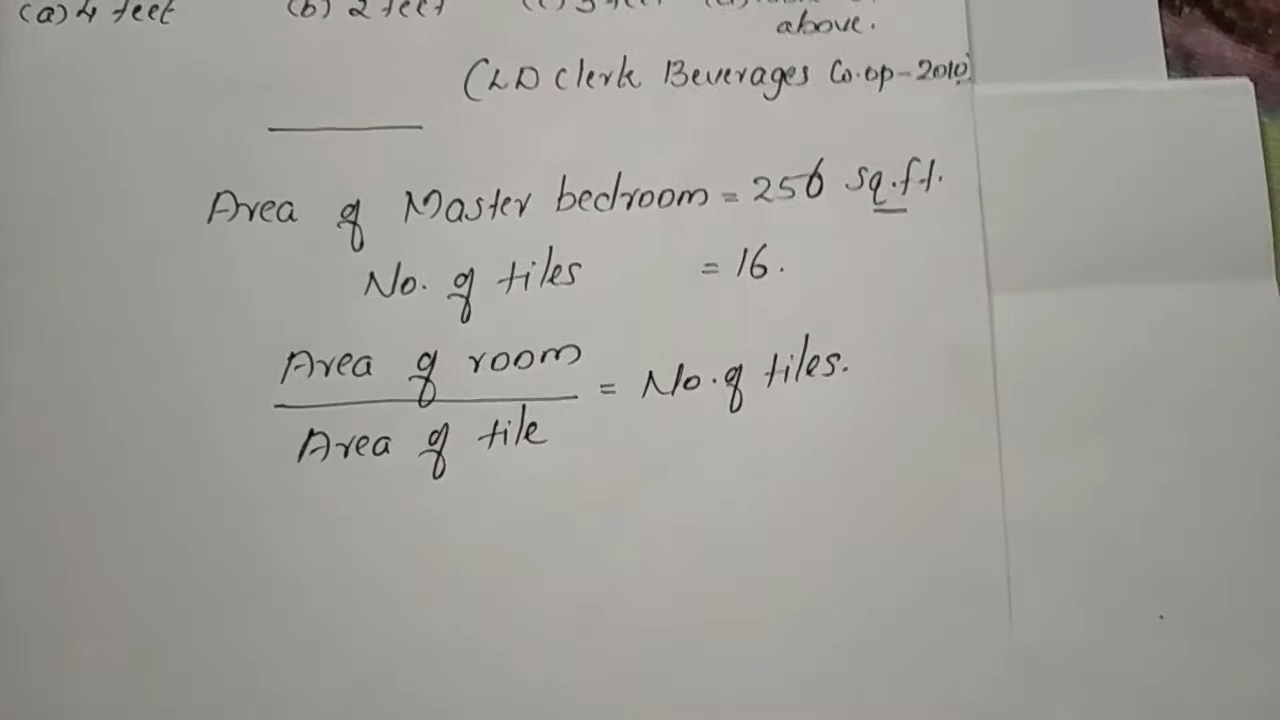 (a) 4 feet (b) 2 feet
above.
(LD Clerk Beverages Co.op-2010)
Area of Master bedroom = 256 sq.ft.
No. of tiles = 16.
Area of room
= No. of tiles.
Area of tile